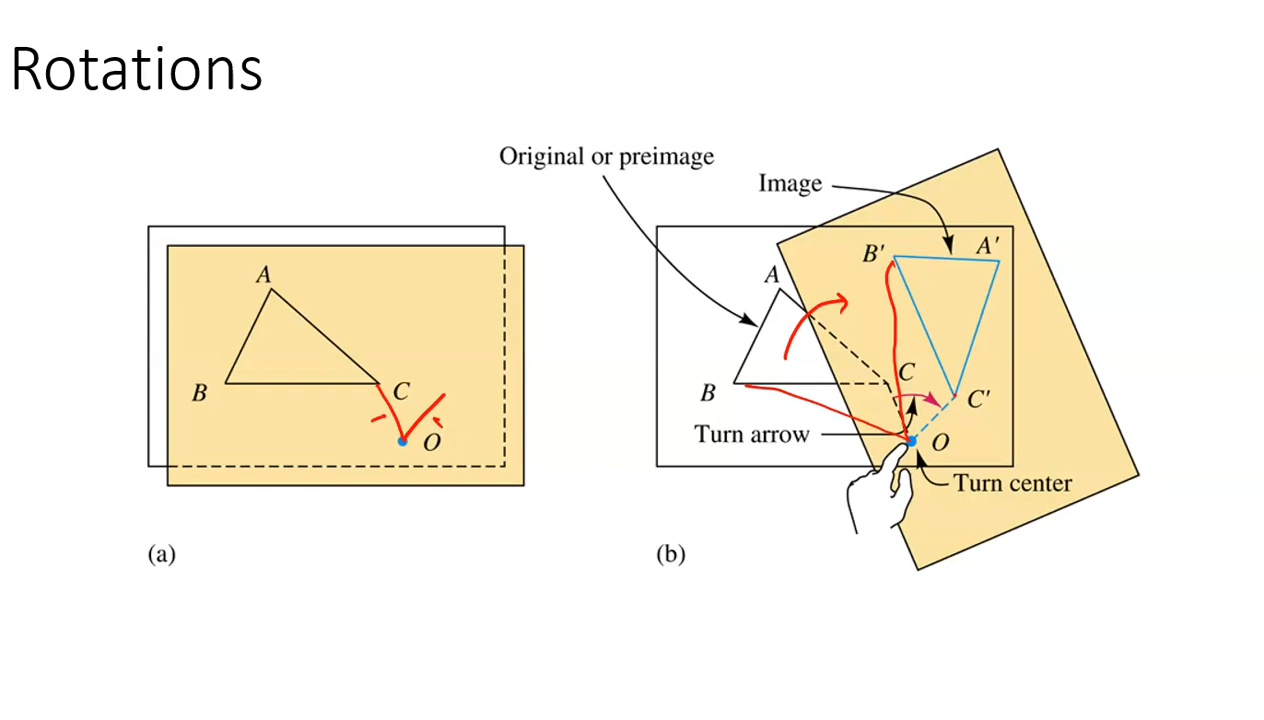 Rotations
Original or preimage
Image
A
B
C
O
(a)
A
B
C
B'
A'
C'
O
Turn arrow
Turn center
(b)